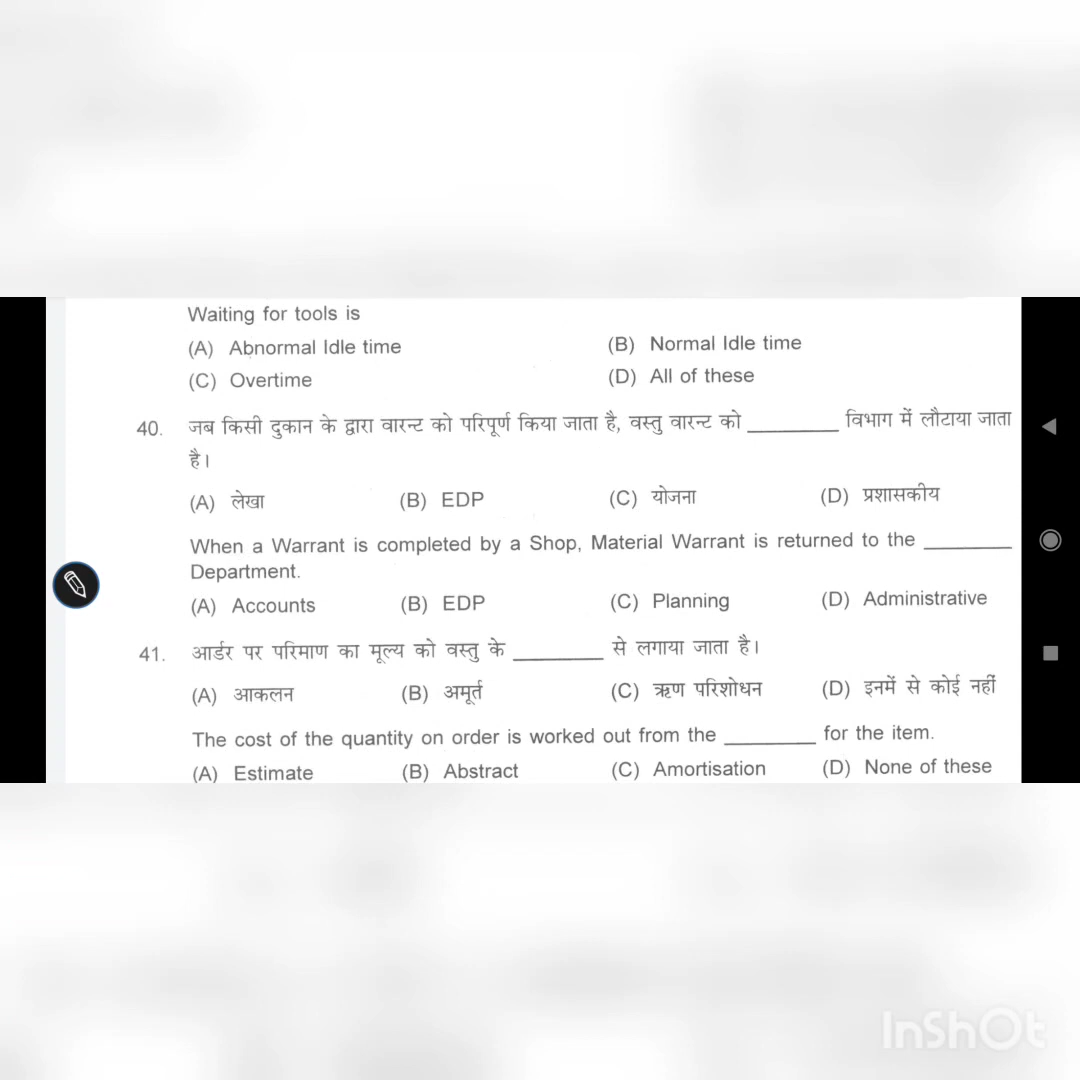 Waiting for tools is
(A) Abnormal Idle time (B) Normal Idle time
(C) Overtime (D) All of these
40. जब किसी दुकान के द्वारा वारन्ट को परिपूर्ण किया जाता है, वस्तु वारन्ट को ________ विभाग में लौटाया जाता
है।
(A) लेखा (B) EDP (C) योजना (D) प्रशासकीय
When a Warrant is completed by a Shop, Material Warrant is returned to the ________
Department.
(A) Accounts (B) EDP (C) Planning (D) Administrative
41. आर्डर पर परिमाण का मूल्य को वस्तु के ________ से लगाया जाता है।
(A) आकलन (B) अमूर्त (C) ऋण परिशोधन (D) इनमें से कोई नहीं
The cost of the quantity on order is worked out from the ________ for the item.
(A) Estimate (B) Abstract (C) Amortisation (D) None of these
InShOt